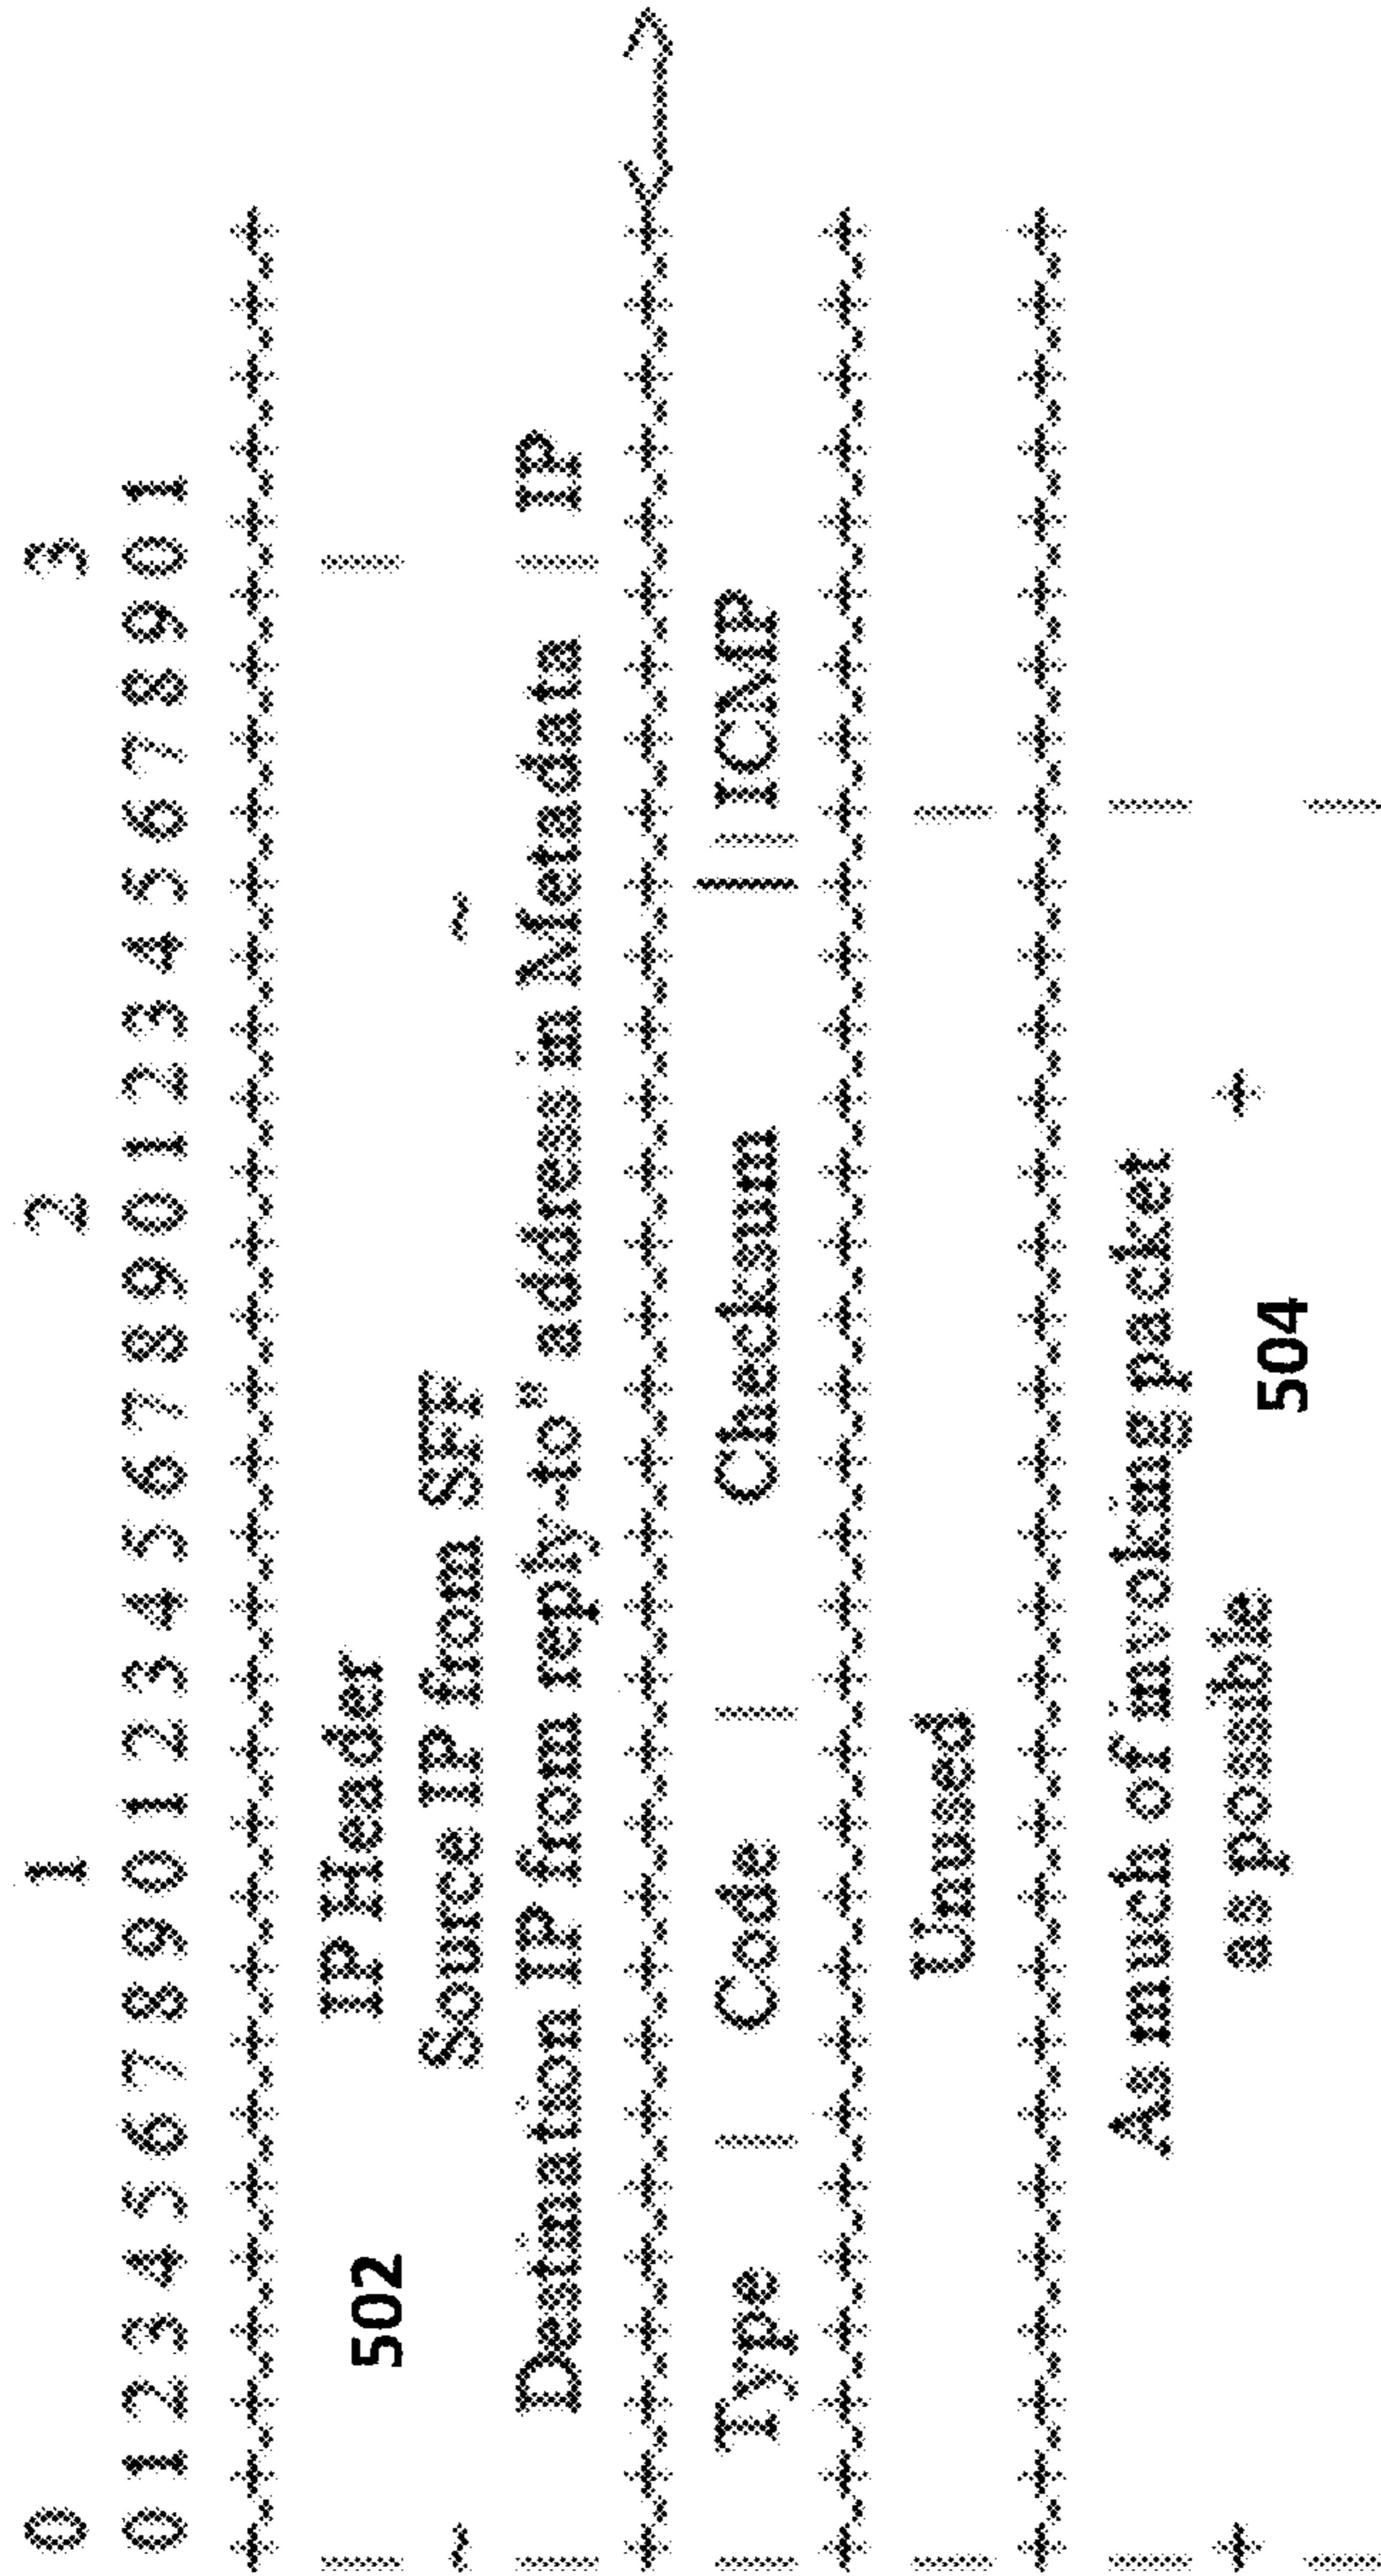 0 1 2 3
0 1 2 3 4 5 6 7 8 9 0 1 2 3 4 5 6 7 8 9 0 1 2 3 4 5 6 7 8 9 0 1
+-+-+-+-+-+-+-+-+-+-+-+-+-+-+-+-+-+-+-+-+-+-+-+-+-+-+-+-+-+-+-+-+-+
| IP Header |
502
~ Source IP from SFF ~
| Destination IP from reply-to" address in Metadata | IP
+-+-+-+-+-+-+-+-+-+-+-+-+-+-+-+-+-+-+-+-+-+-+-+-+-+-+-+-+-+-+-+-+-+<-->
| Type | Code | Checksum | | ICMP
+-+-+-+-+-+-+-+-+-+-+-+-+-+-+-+-+-+-+-+-+-+-+-+-+-+-+-+-+-+-+-+-+-+
| Unused |
+-+-+-+-+-+-+-+-+-+-+-+-+-+-+-+-+-+-+-+-+-+-+-+-+-+-+-+-+-+-+-+-+-+
| As much of invoking packet |
+ as possible +
504
| |